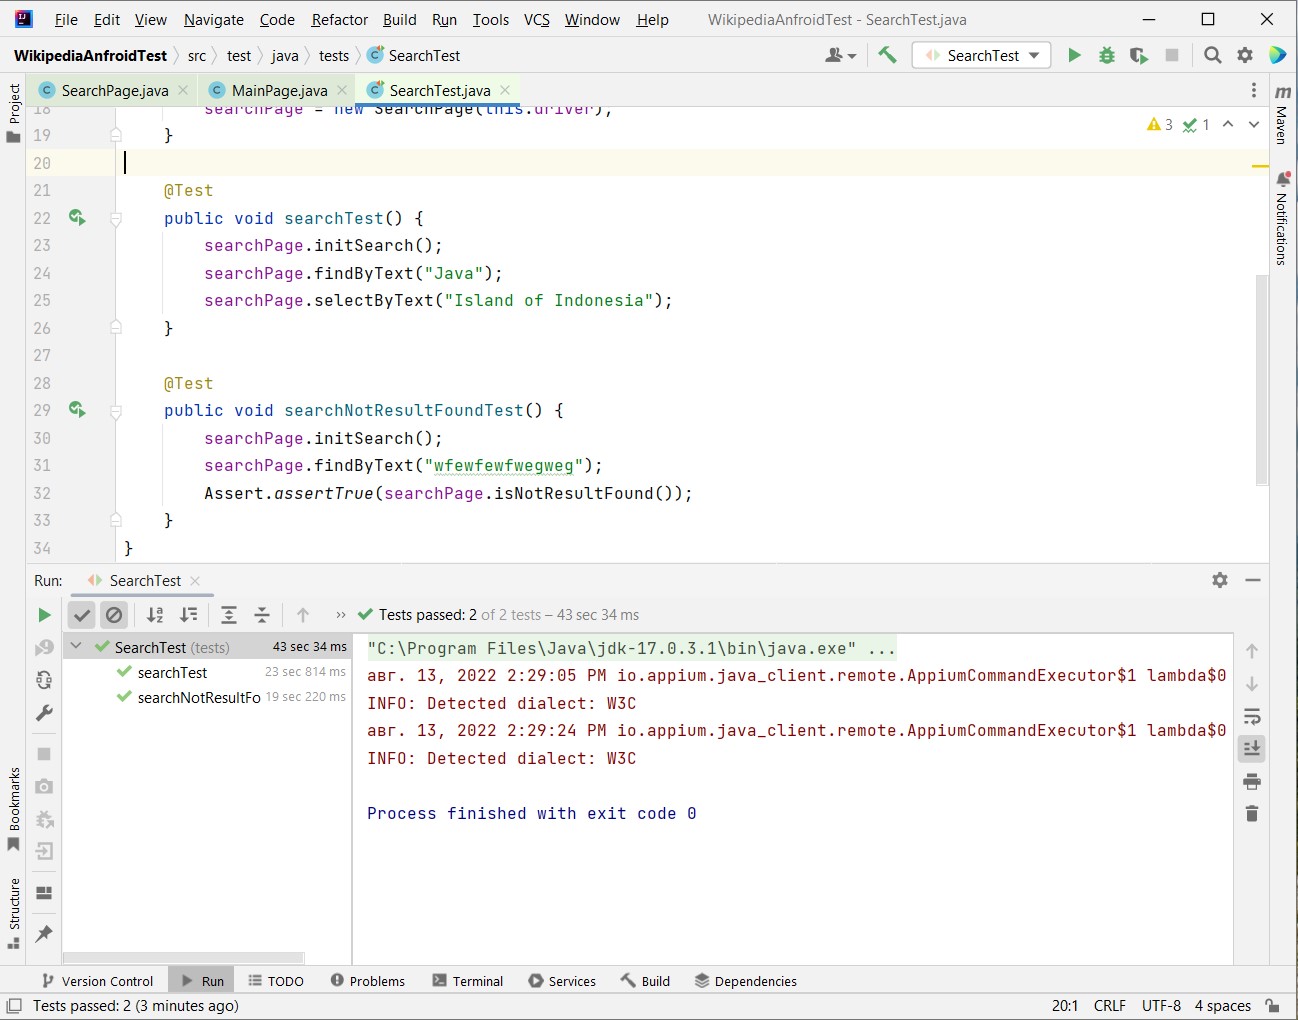 File Edit View Navigate Code Refactor Build Run Tools VCS Window Help WikipediaAnfroidTest - SearchTest.java
WikipediaAnfroidTest src test java tests SearchTest SearchTest
Project
SearchPage.java MainPage.java SearchTest.java
Maven
Notifications
3 1
18 searchPage = new SearchPage(this.driver);
19 }
20
21 @Test
22 public void searchTest() {
23 searchPage.initSearch();
24 searchPage.findByText("Java");
25 searchPage.selectByText("Island of Indonesia");
26 }
27
28 @Test
29 public void searchNotResultFoundTest() {
30 searchPage.initSearch();
31 searchPage.findByText("wfewfewfwegweg");
32 Assert.assertTrue(searchPage.isNotResultFound());
33 }
34 }
Run: SearchTest
Tests passed: 2 of 2 tests – 43 sec 34 ms
SearchTest (tests) 43 sec 34 ms
searchTest 23 sec 814 ms
searchNotResultFo 19 sec 220 ms
"C:\Program Files\Java\jdk-17.0.3.1\bin\java.exe" ...
авг. 13, 2022 2:29:05 PM io.appium.java_client.remote.AppiumCommandExecutor$1 lambda$0
INFO: Detected dialect: W3C
авг. 13, 2022 2:29:24 PM io.appium.java_client.remote.AppiumCommandExecutor$1 lambda$0
INFO: Detected dialect: W3C
Process finished with exit code 0
Bookmarks
Structure
Version Control Run TODO Problems Terminal Services Build Dependencies
Tests passed: 2 (3 minutes ago) 20:1 CRLF UTF-8 4 spaces